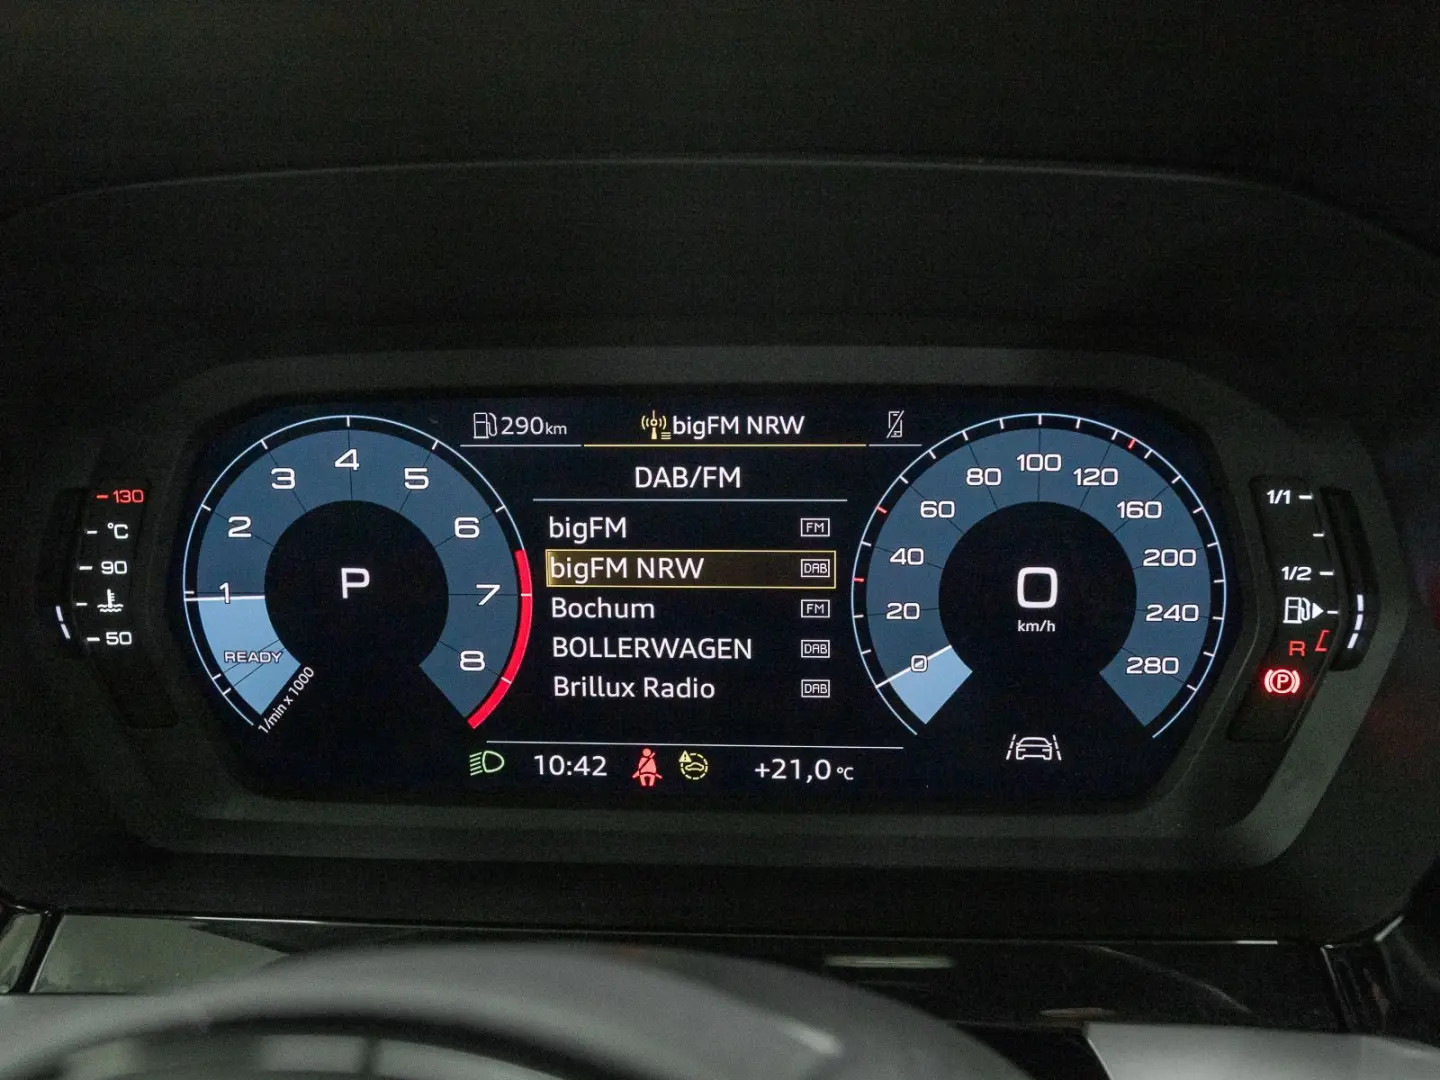 290km
bigFM NRW
DAB/FM
bigFM FM
bigFM NRW DAB
Bochum FM
BOLLERWAGEN DAB
Brillux Radio DAB
10:42
+21,0 °C
130
°C
90
50
READY
1
2
3
4
5
6
7
8
1/min x 1000
P
0
20
40
60
80
100
120
160
200
240
280
0
km/h
1/1
1/2
R
P